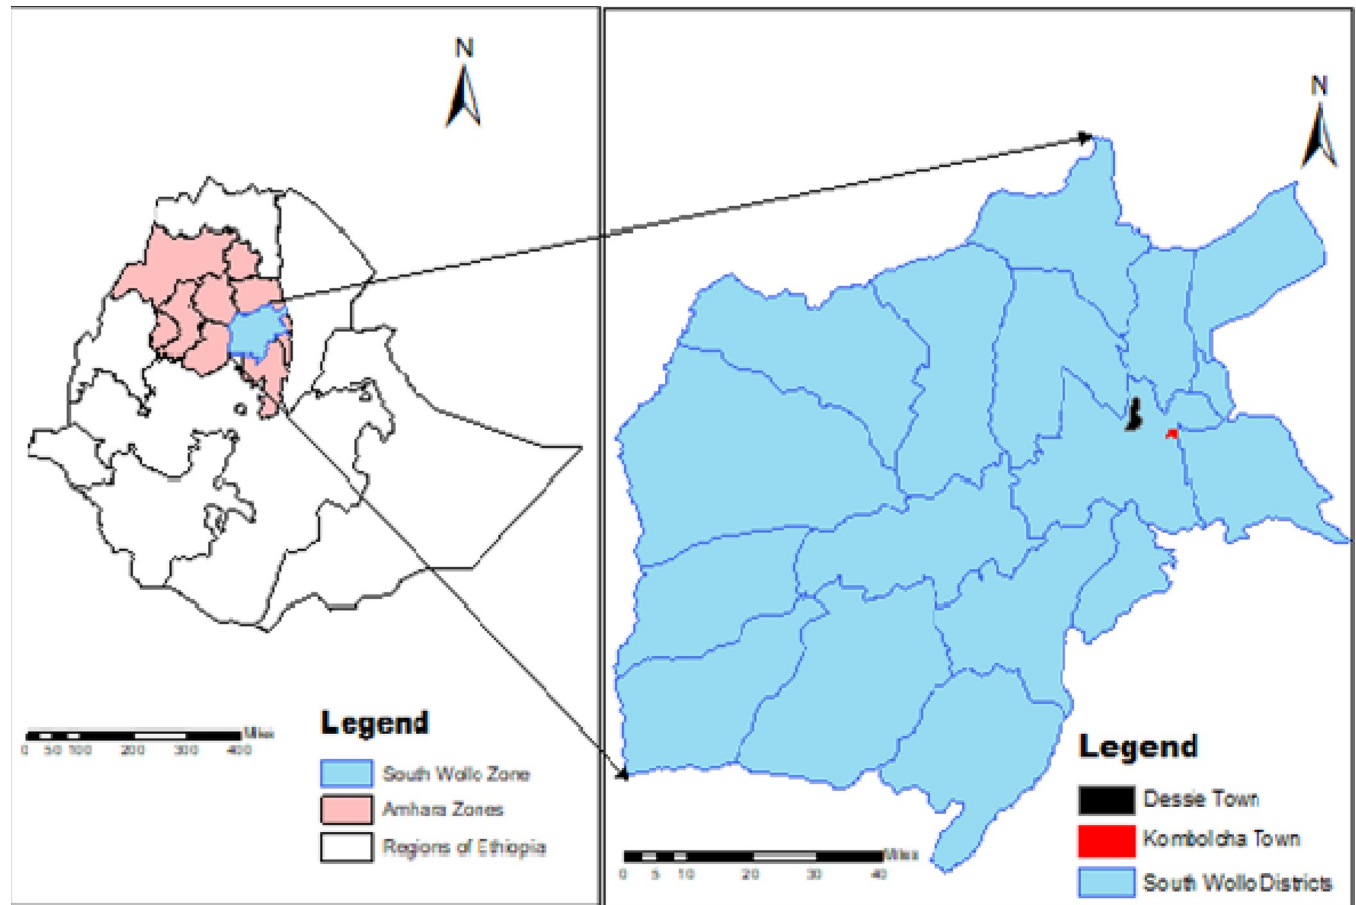 N
N
Legend
South Wollo Zone
Amhara Zones
Regions of Ethiopia
0 50 100 200 300 400 Miles
Legend
Dessie Town
Kombolcha Town
South Wollo Districts
0 5 10 20 30 40 Miles